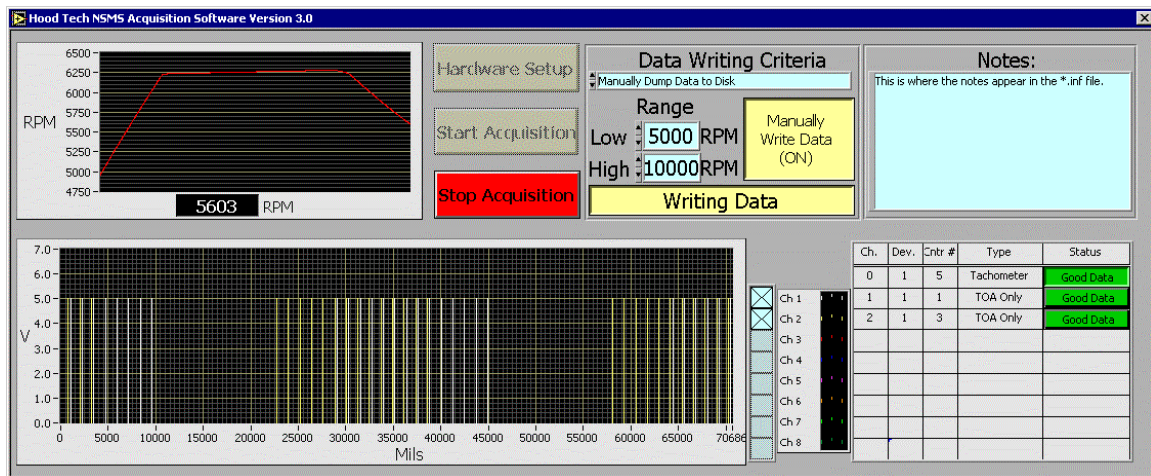 Hood Tech NSMS Acquisition Software Version 3.0
6500
6250
6000
5750
5500
5250
5000
4750
RPM
5603 RPM
Hardware Setup
Start Acquisition
Stop Acquisition
Data Writing Criteria
Manually Dump Data to Disk
Range
Low 5000 RPM
High 10000 RPM
Manually
Write Data
(ON)
Writing Data
Notes:
This is where the notes appear in the *.inf file.
7.0
6.0
5.0
4.0
3.0
2.0
1.0
0.0
V
0 5000 10000 15000 20000 25000 30000 35000 40000 45000 50000 55000 60000 65000 70686
Mils
Ch 1
Ch 2
Ch 3
Ch 4
Ch 5
Ch 6
Ch 7
Ch 8
Ch. Dev. Cntr # Type Status
0 1 5 Tachometer Good Data
1 1 1 TOA Only Good Data
2 1 3 TOA Only Good Data